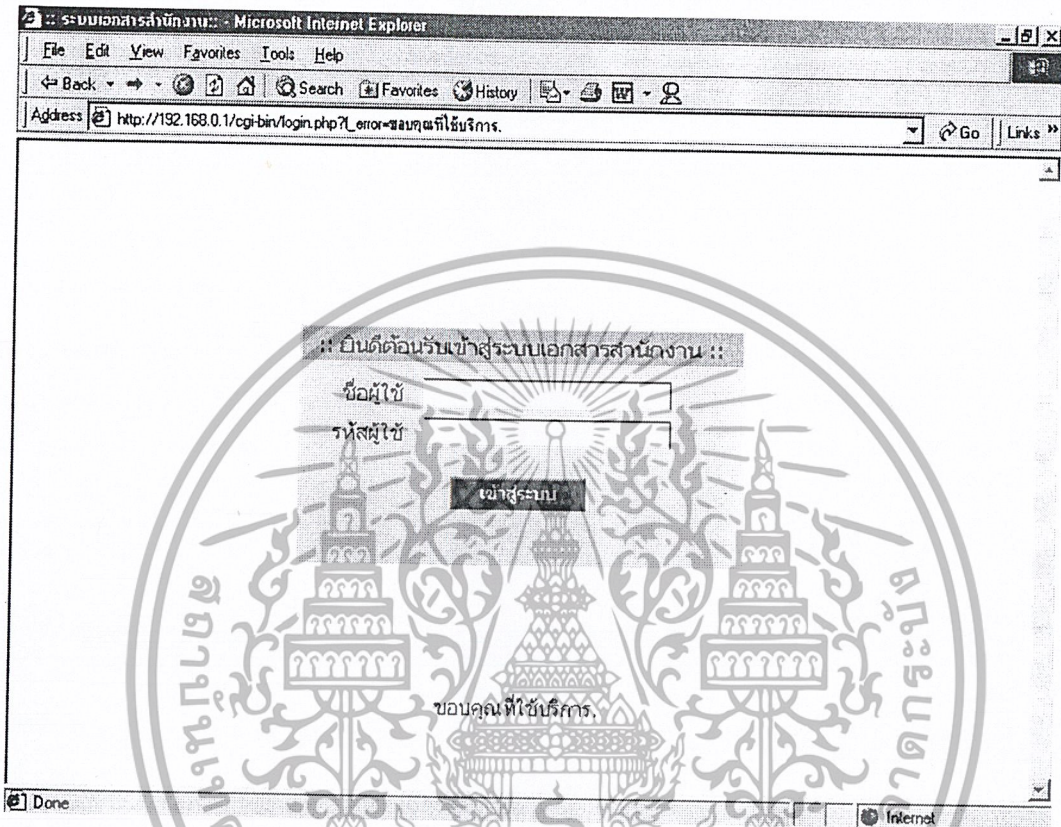 :: ระบบเอกสารสำนักงาน:: - Microsoft Internet Explorer
File Edit View Favorites Tools Help
Back Search Favorites History
Address http://192.168.0.1/cgi-bin/login.php?l_error=ขอบคุณที่ใช้บริการ. Go Links »
:: ยินดีต้อนรับเข้าสู่ระบบเอกสารสำนักงาน ::
ชื่อผู้ใช้
รหัสผู้ใช้
เข้าสู่ระบบ
ขอบคุณที่ใช้บริการ.
Done Internet